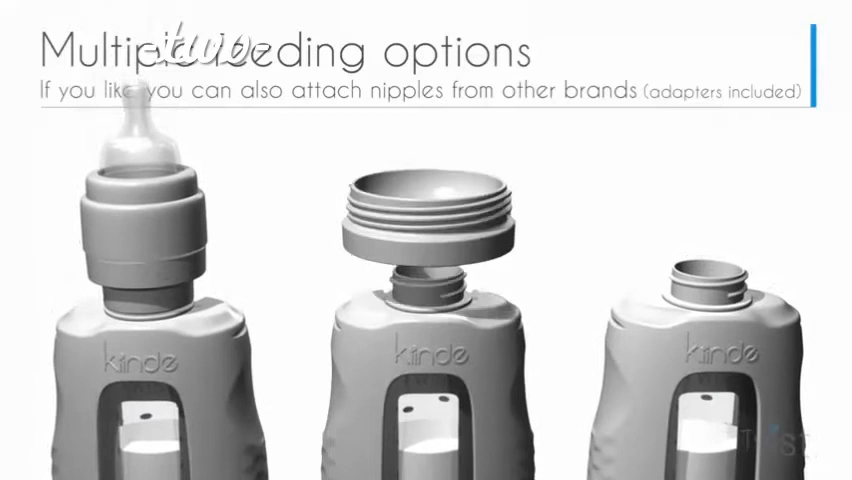 Multiple feeding options
two
If you like you can also attach nipples from other brands (adapters included)
kiinde kiinde kiinde